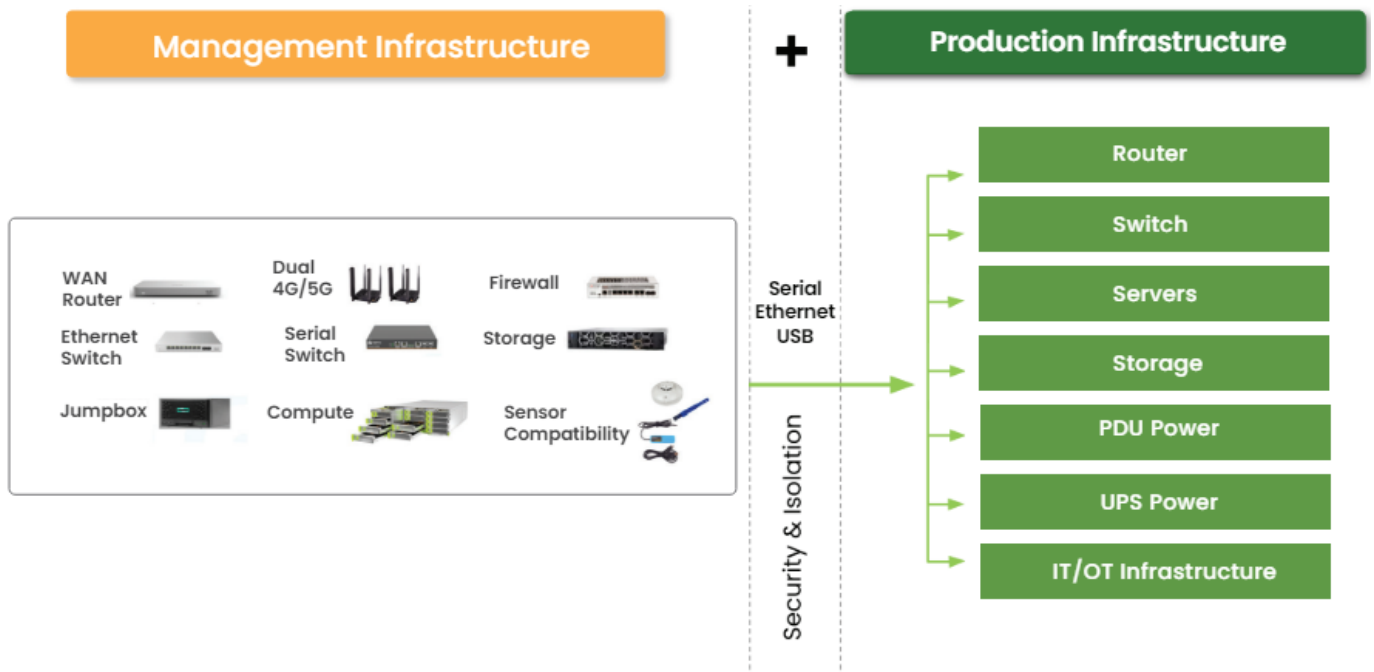 Management Infrastructure
+
Production Infrastructure
WAN
Router
Dual
4G/5G
Firewall
Ethernet
Switch
Serial
Switch
Storage
Jumpbox
Compute
Sensor
Compatibility
Serial
Ethernet
USB
Security & Isolation
Router
Switch
Servers
Storage
PDU Power
UPS Power
IT/OT Infrastructure